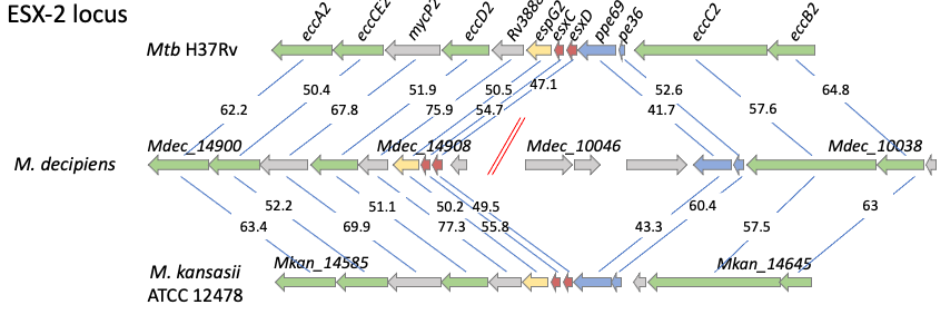 ESX-2 locus
eccA2 eccCE2 mycP2 eccD2 Rv3888 espG2 esxC esxD ppe69 pe36 eccC2 eccB2
Mtb H37Rv
62.2 50.4 67.8 51.9 75.9 50.5 54.7 47.1 52.6 41.7 57.6 64.8
Mdec_14900 Mdec_14908 Mdec_10046 Mdec_10038
M. decipiens
63.4 52.2 69.9 51.1 77.3 50.2 55.8 49.5 43.3 60.4 57.5 63
Mkan_14585 Mkan_14645
M. kansasii
ATCC 12478